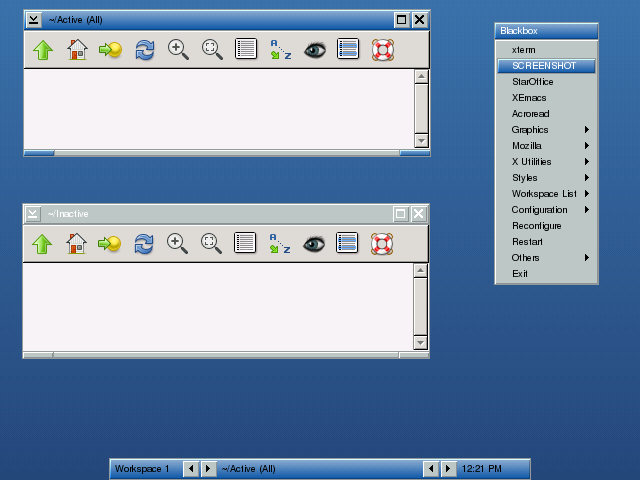 ~/Active (All)
~/Inactive
Blackbox
xterm
SCREENSHOT
StarOffice
XEmacs
Acroread
Graphics
Mozilla
X Utilities
Styles
Workspace List
Configuration
Reconfigure
Restart
Others
Exit
Workspace 1
~/Active (All)
12:21 PM